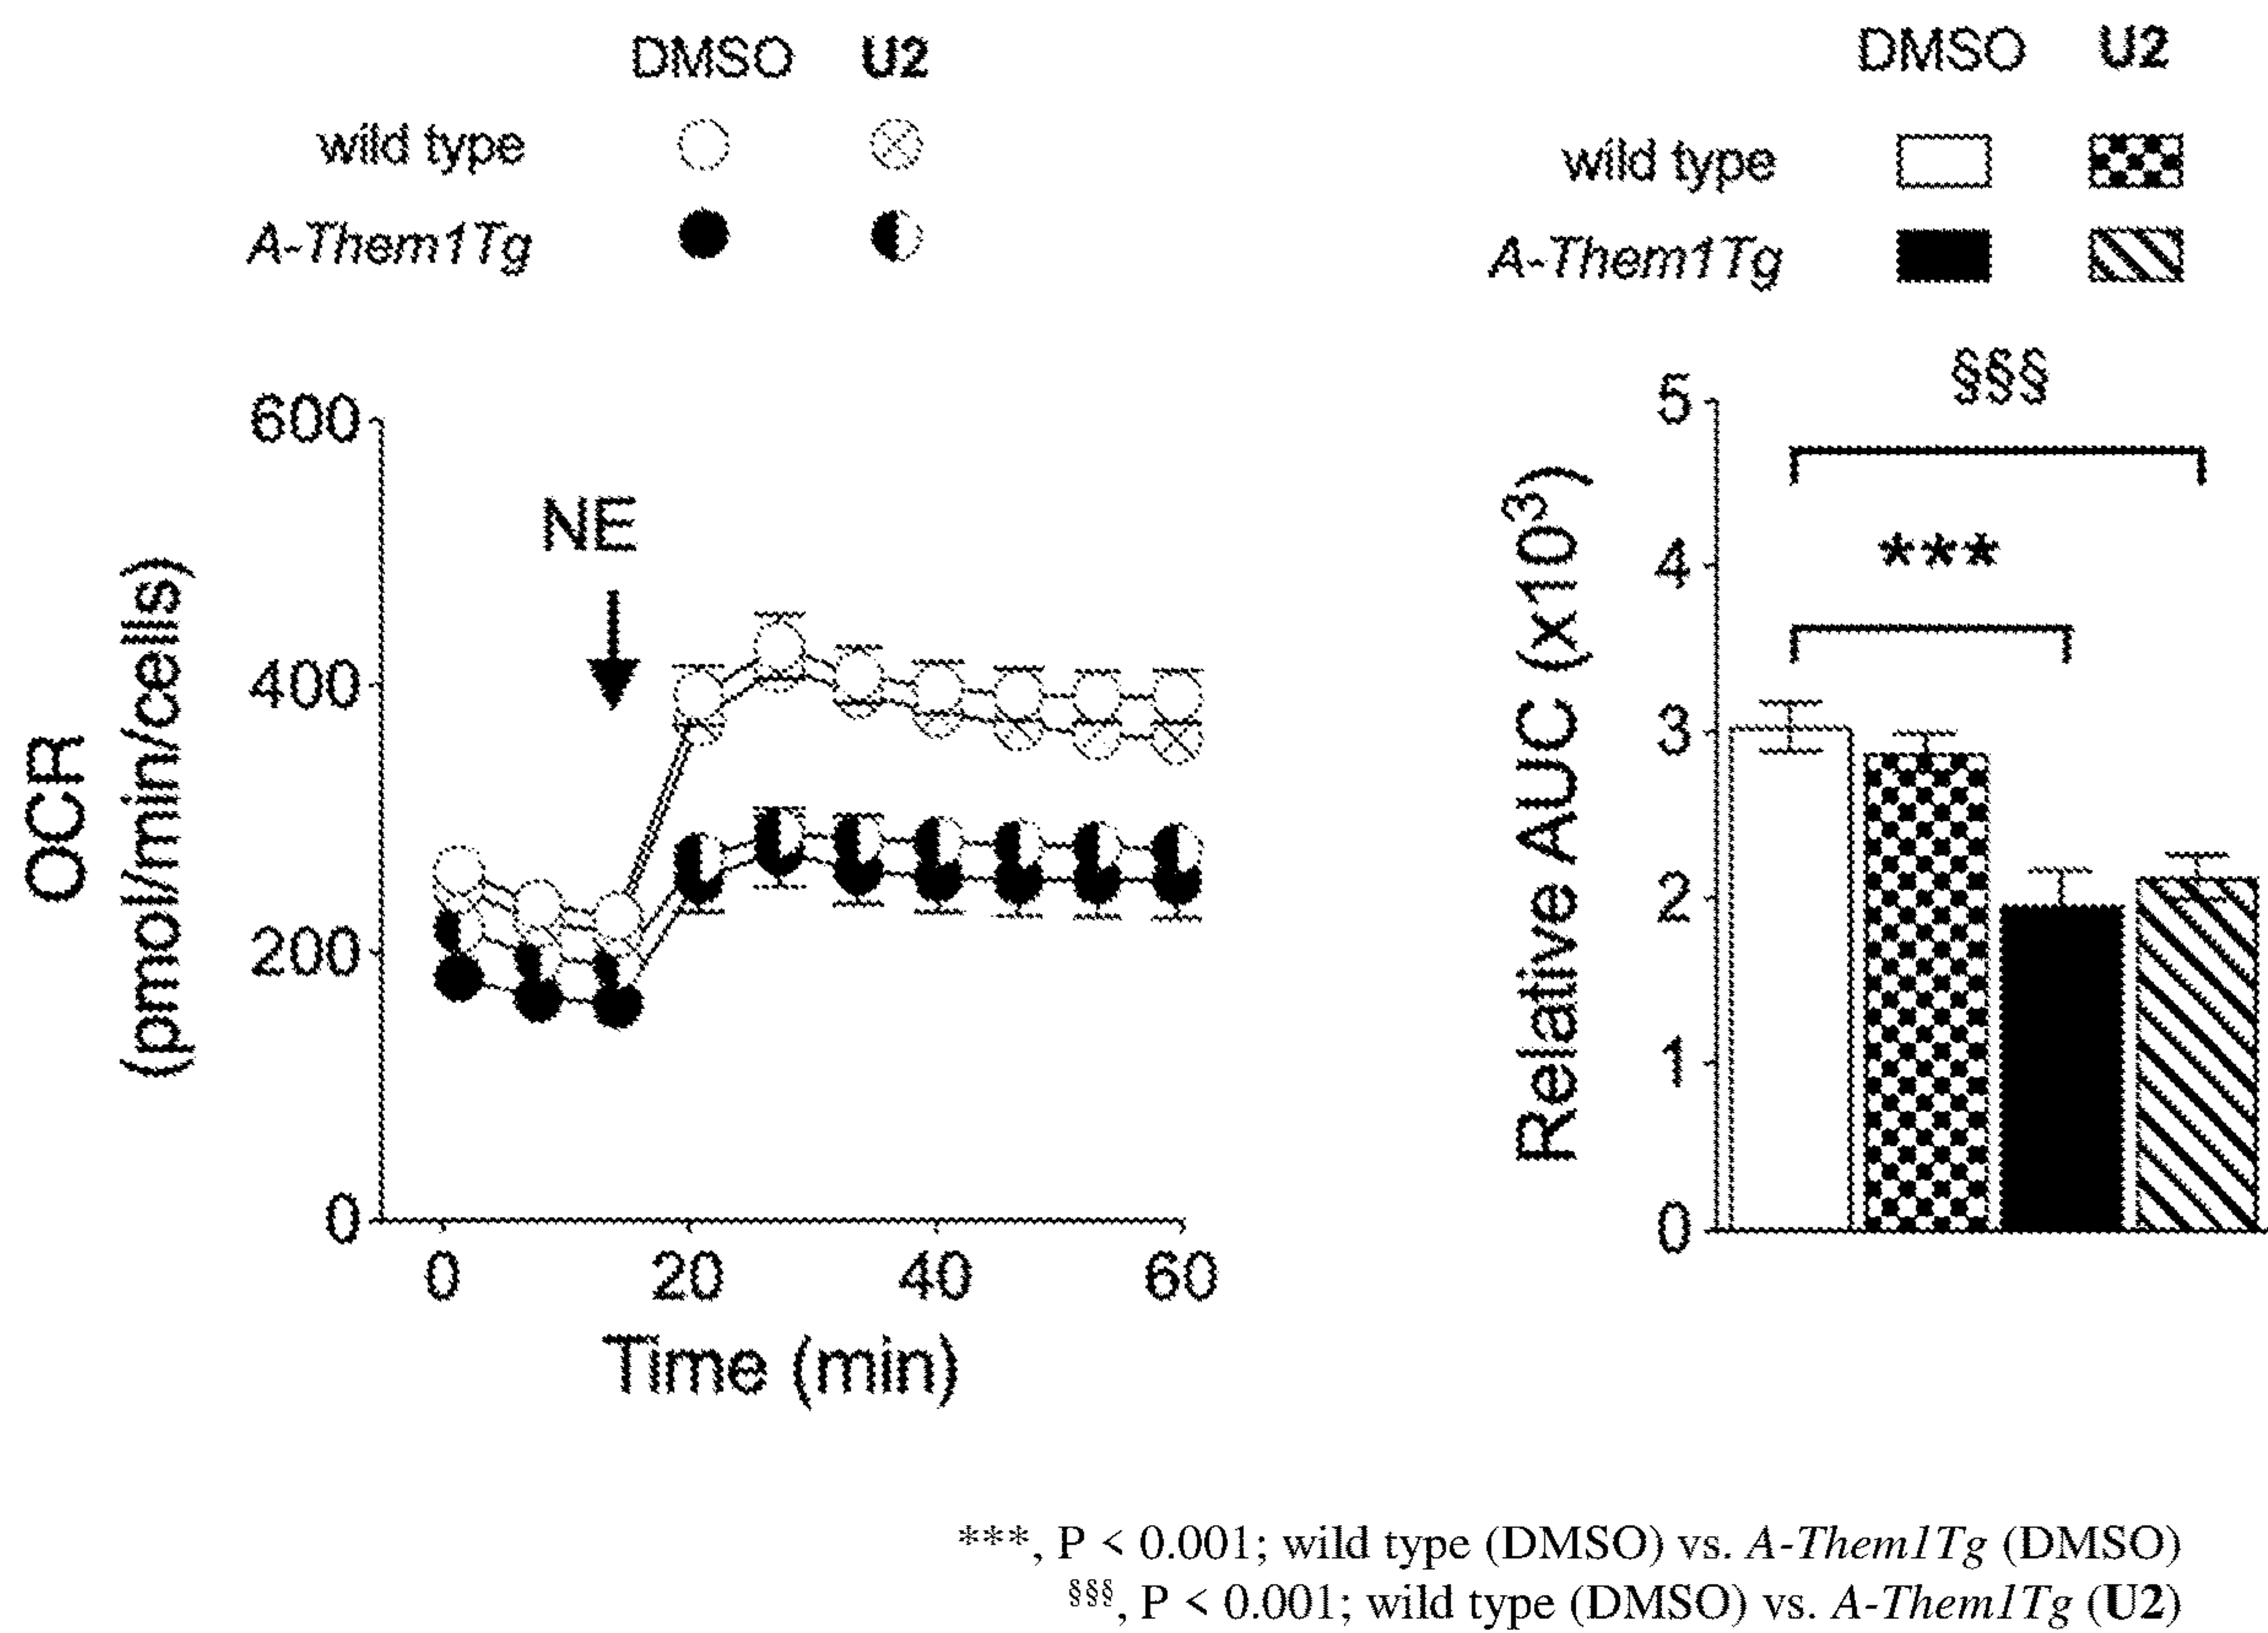 DMSO U2
wild type
A-Them1Tg
600
400
200
0
OCR
(pmol/min/cells)
NE
0 20 40 60
Time (min)
DMSO U2
wild type
A-Them1Tg
5
4
3
2
1
0
Relative AUC (x10³)
§§§
***
***, P < 0.001; wild type (DMSO) vs. A-Them1Tg (DMSO)
§§§, P < 0.001; wild type (DMSO) vs. A-Them1Tg (U2)